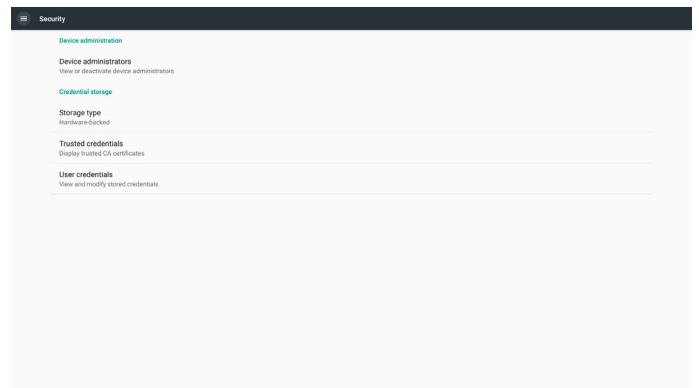 Security
Device administration
Device administrators
View or deactivate device administrators
Credential storage
Storage type
Hardware-backed
Trusted credentials
Display trusted CA certificates
User credentials
View and modify stored credentials